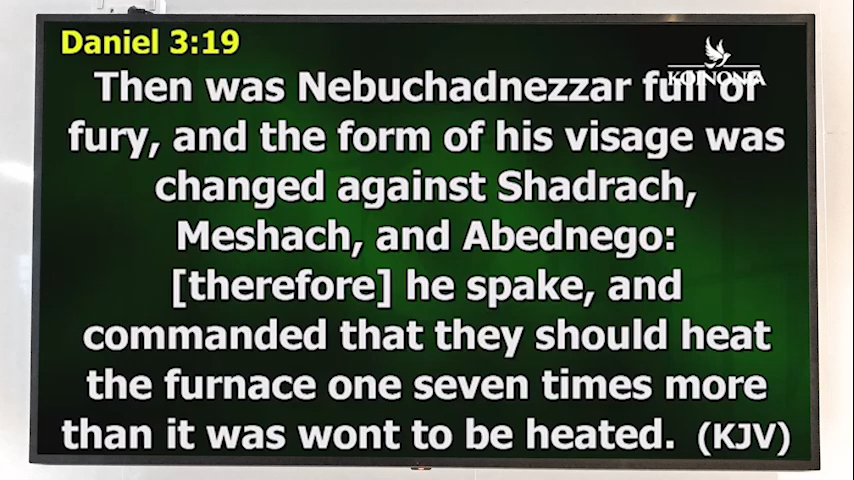 Daniel 3:19
KOINONIA
Then was Nebuchadnezzar full of
fury, and the form of his visage was
changed against Shadrach,
Meshach, and Abednego:
[therefore] he spake, and
commanded that they should heat
the furnace one seven times more
than it was wont to be heated. (KJV)